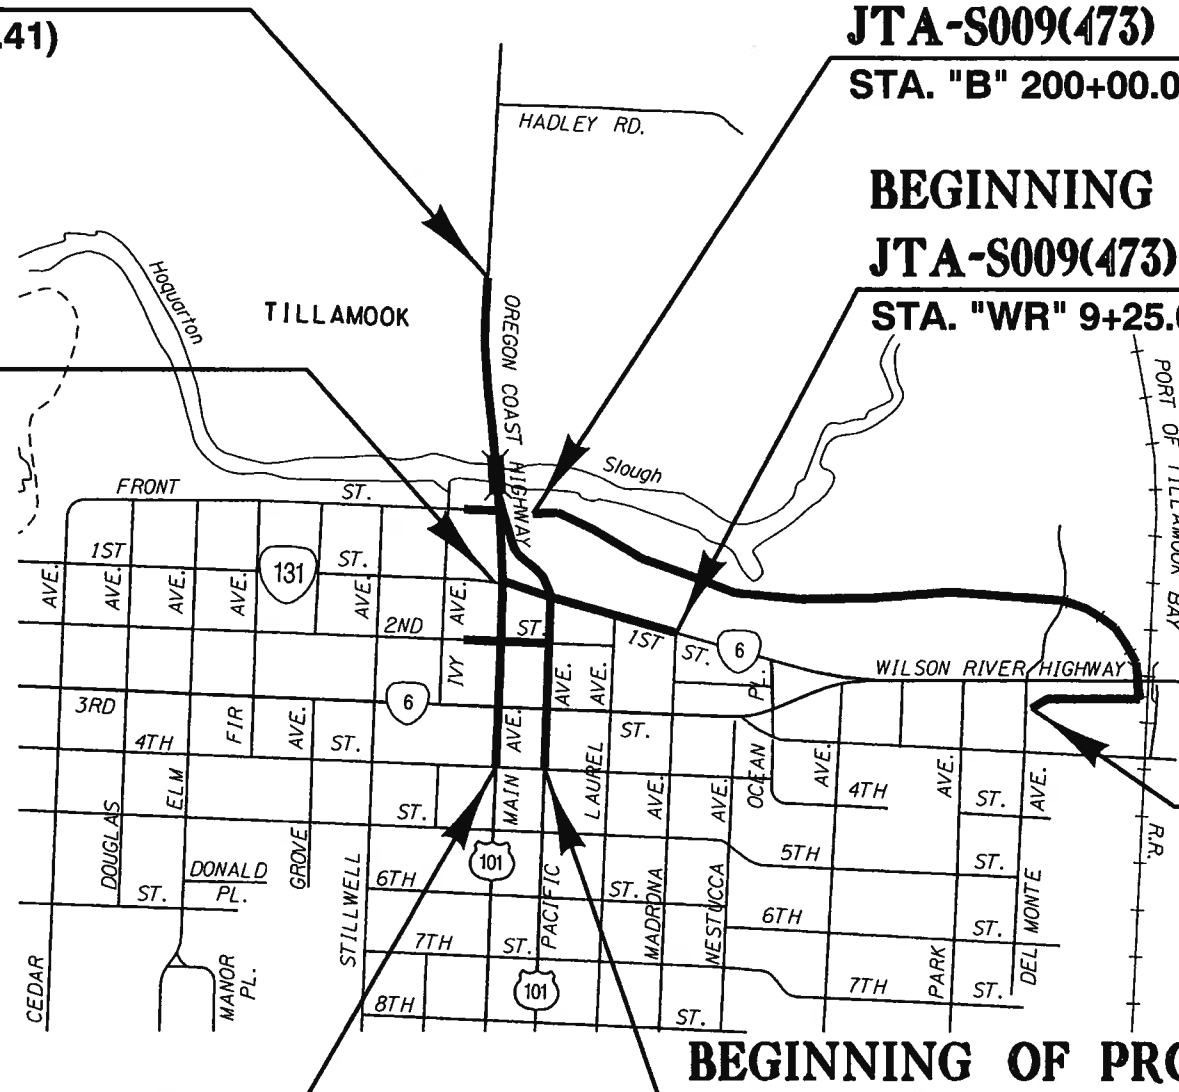 .41)
JTA-S009(473)
STA. "B" 200+00.0
HADLEY RD.
BEGINNING
JTA-S009(473)
STA. "WR" 9+25.0
Hoquarton
TILLAMOOK
OREGON COAST HIGHWAY
PORT OF TILLAMOOK BAY
R.R.
Slough
FRONT ST.
1ST ST.
131
AVE.
AVE.
AVE.
AVE.
AVE.
AVE.
2ND ST.
1ST ST.
6
WILSON RIVER HIGHWAY
IVY
6
3RD ST.
AVE.
AVE.
PL.
FIR
AVE.
4TH ST.
MAIN AVE.
LAUREL
OCEAN
AVE.
AVE.
AVE.
AVE.
AVE.
ELM
4TH ST.
DOUGLAS
GROVE
ST.
101
5TH ST.
DONALD PL.
ST.
STILLWELL
6TH ST.
PACIFIC
MADRONA
NESTUCCA
6TH ST.
DEL MONTE
7TH ST.
CEDAR
MANOR PL.
101
PARK
7TH ST.
8TH ST.
BEGINNING OF PRO